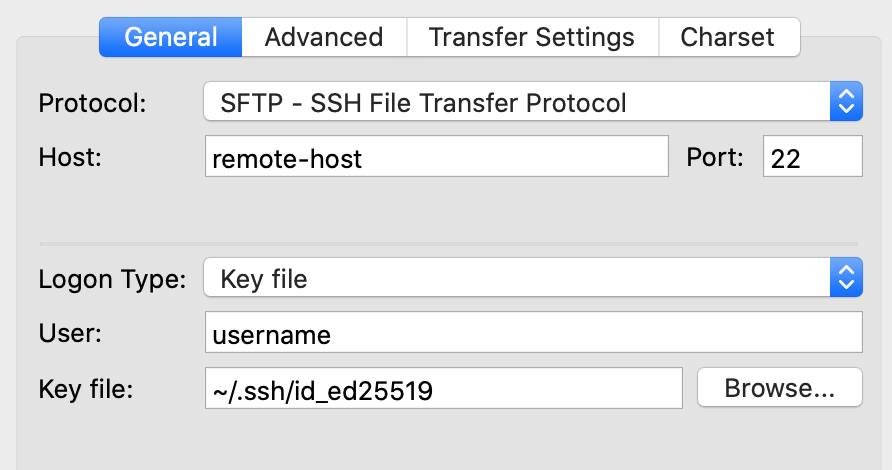 General Advanced Transfer Settings Charset
Protocol: SFTP - SSH File Transfer Protocol
Host: remote-host Port: 22
Logon Type: Key file
User: username
Key file: ~/.ssh/id_ed25519 Browse...